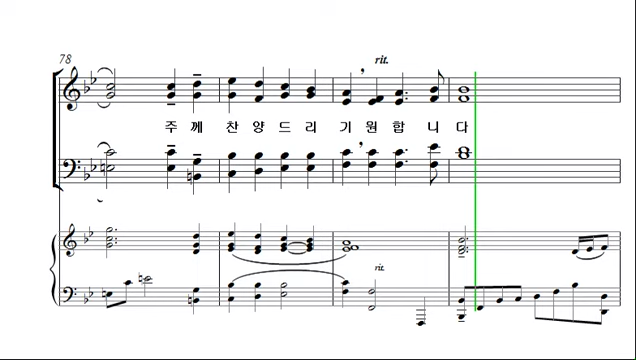 78
rit.
주 께 찬 양 드 리 기 원 합 니 다
rit.